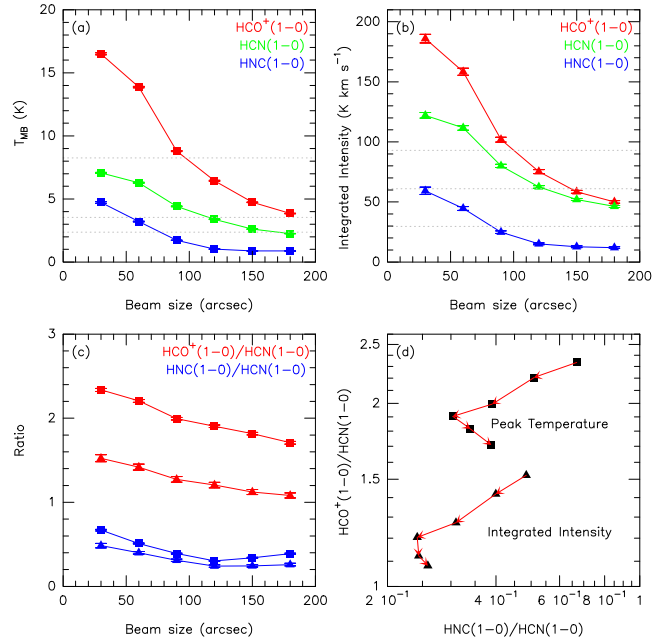 (a)
HCO⁺(1−0)
HCN(1−0)
HNC(1−0)
T_MB (K)
20
15
10
5
0
0 50 100 150 200
Beam size (arcsec)
(b)
HCO⁺(1−0)
HCN(1−0)
HNC(1−0)
Integrated Intensity (K km s⁻¹)
200
150
100
50
0
0 50 100 150 200
Beam size (arcsec)
(c)
HCO⁺(1−0)/HCN(1−0)
HNC(1−0)/HCN(1−0)
Ratio
3
2
1
0
0 50 100 150 200
Beam size (arcsec)
(d)
HCO⁺(1−0)/HCN(1−0)
2.5
2
1.5
1
Peak Temperature
Integrated Intensity
2 10⁻¹ 4 10⁻¹ 6 10⁻¹ 8 10⁻¹ 1
HNC(1−0)/HCN(1−0)